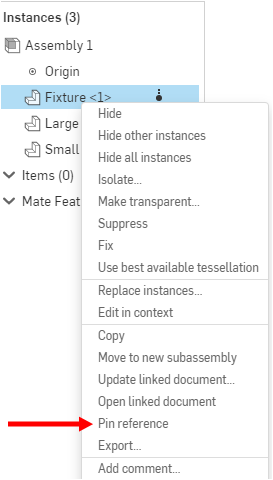 Instances (3)
Assembly 1
Origin
Fixture <1>
Large
Small
Items (0)
Mate Feat
Hide
Hide other instances
Hide all instances
Isolate...
Make transparent...
Suppress
Fix
Use best available tessellation
Replace instances...
Edit in context
Copy
Move to new subassembly
Update linked document...
Open linked document
Pin reference
Export...
Add comment...